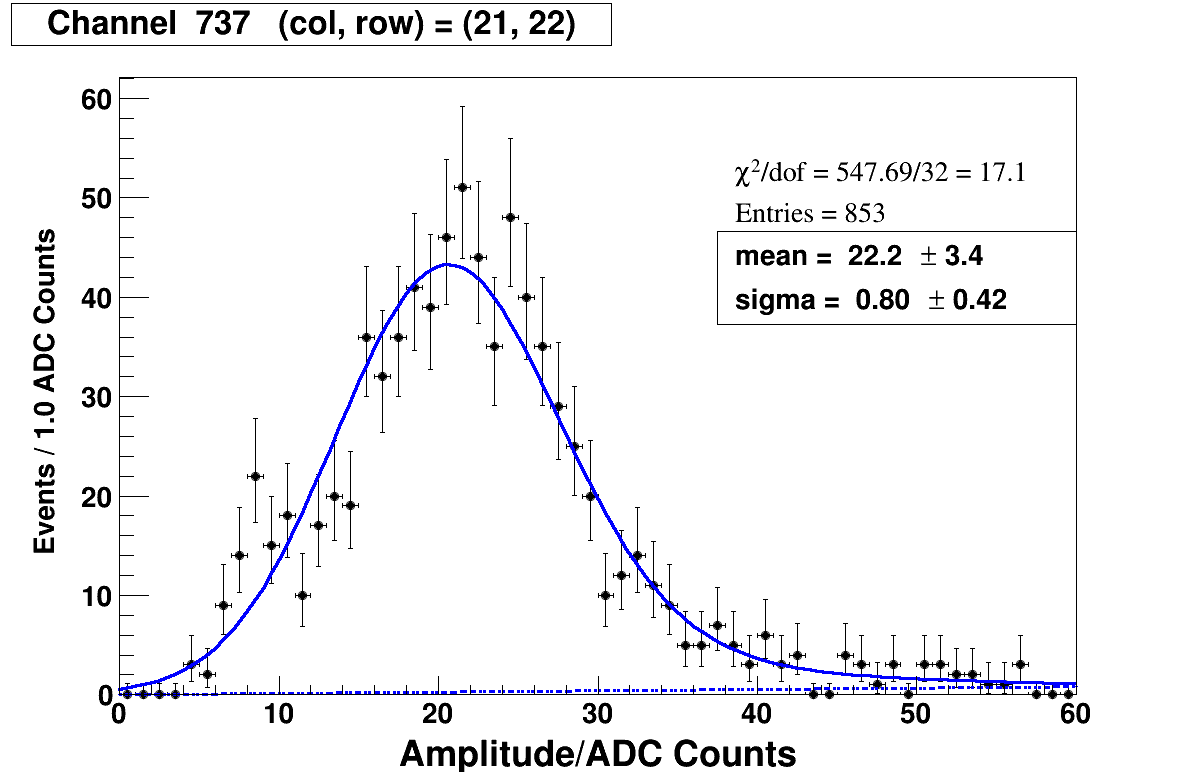 Channel 737 (col, row) = (21, 22)
χ²/dof = 547.69/32 = 17.1
Entries = 853
mean = 22.2 ± 3.4
sigma = 0.80 ± 0.42
Events / 1.0 ADC Counts
60
50
40
30
20
10
0
0 10 20 30 40 50 60
Amplitude/ADC Counts